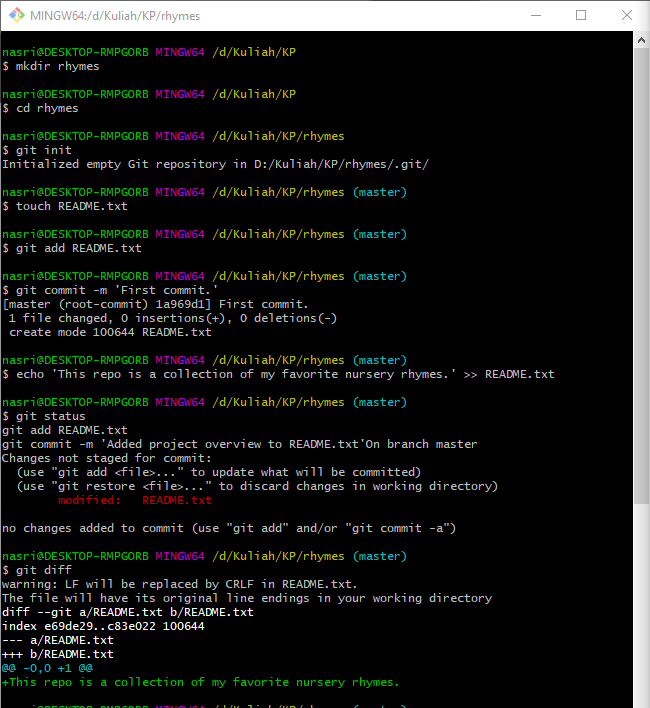 MINGW64:/d/Kuliah/KP/rhymes
nasri@DESKTOP-RMPGORB MINGW64 /d/Kuliah/KP
$ mkdir rhymes
nasri@DESKTOP-RMPGORB MINGW64 /d/Kuliah/KP
$ cd rhymes
nasri@DESKTOP-RMPGORB MINGW64 /d/Kuliah/KP/rhymes
$ git init
Initialized empty Git repository in D:/Kuliah/KP/rhymes/.git/
nasri@DESKTOP-RMPGORB MINGW64 /d/Kuliah/KP/rhymes (master)
$ touch README.txt
nasri@DESKTOP-RMPGORB MINGW64 /d/Kuliah/KP/rhymes (master)
$ git add README.txt
nasri@DESKTOP-RMPGORB MINGW64 /d/Kuliah/KP/rhymes (master)
$ git commit -m 'First commit.'
[master (root-commit) 1a969d1] First commit.
 1 file changed, 0 insertions(+), 0 deletions(-)
 create mode 100644 README.txt
nasri@DESKTOP-RMPGORB MINGW64 /d/Kuliah/KP/rhymes (master)
$ echo 'This repo is a collection of my favorite nursery rhymes.' >> README.txt
nasri@DESKTOP-RMPGORB MINGW64 /d/Kuliah/KP/rhymes (master)
$ git status
git add README.txt
git commit -m 'Added project overview to README.txt'On branch master
Changes not staged for commit:
  (use "git add <file>..." to update what will be committed)
  (use "git restore <file>..." to discard changes in working directory)
        modified:   README.txt
no changes added to commit (use "git add" and/or "git commit -a")
nasri@DESKTOP-RMPGORB MINGW64 /d/Kuliah/KP/rhymes (master)
$ git diff
warning: LF will be replaced by CRLF in README.txt.
The file will have its original line endings in your working directory
diff --git a/README.txt b/README.txt
index e69de29..c83e022 100644
--- a/README.txt
+++ b/README.txt
@@ -0,0 +1 @@
+This repo is a collection of my favorite nursery rhymes.
nasri@DESKTOP-RMPGORB MINGW64 /d/Kuliah/KP/rhymes (master)